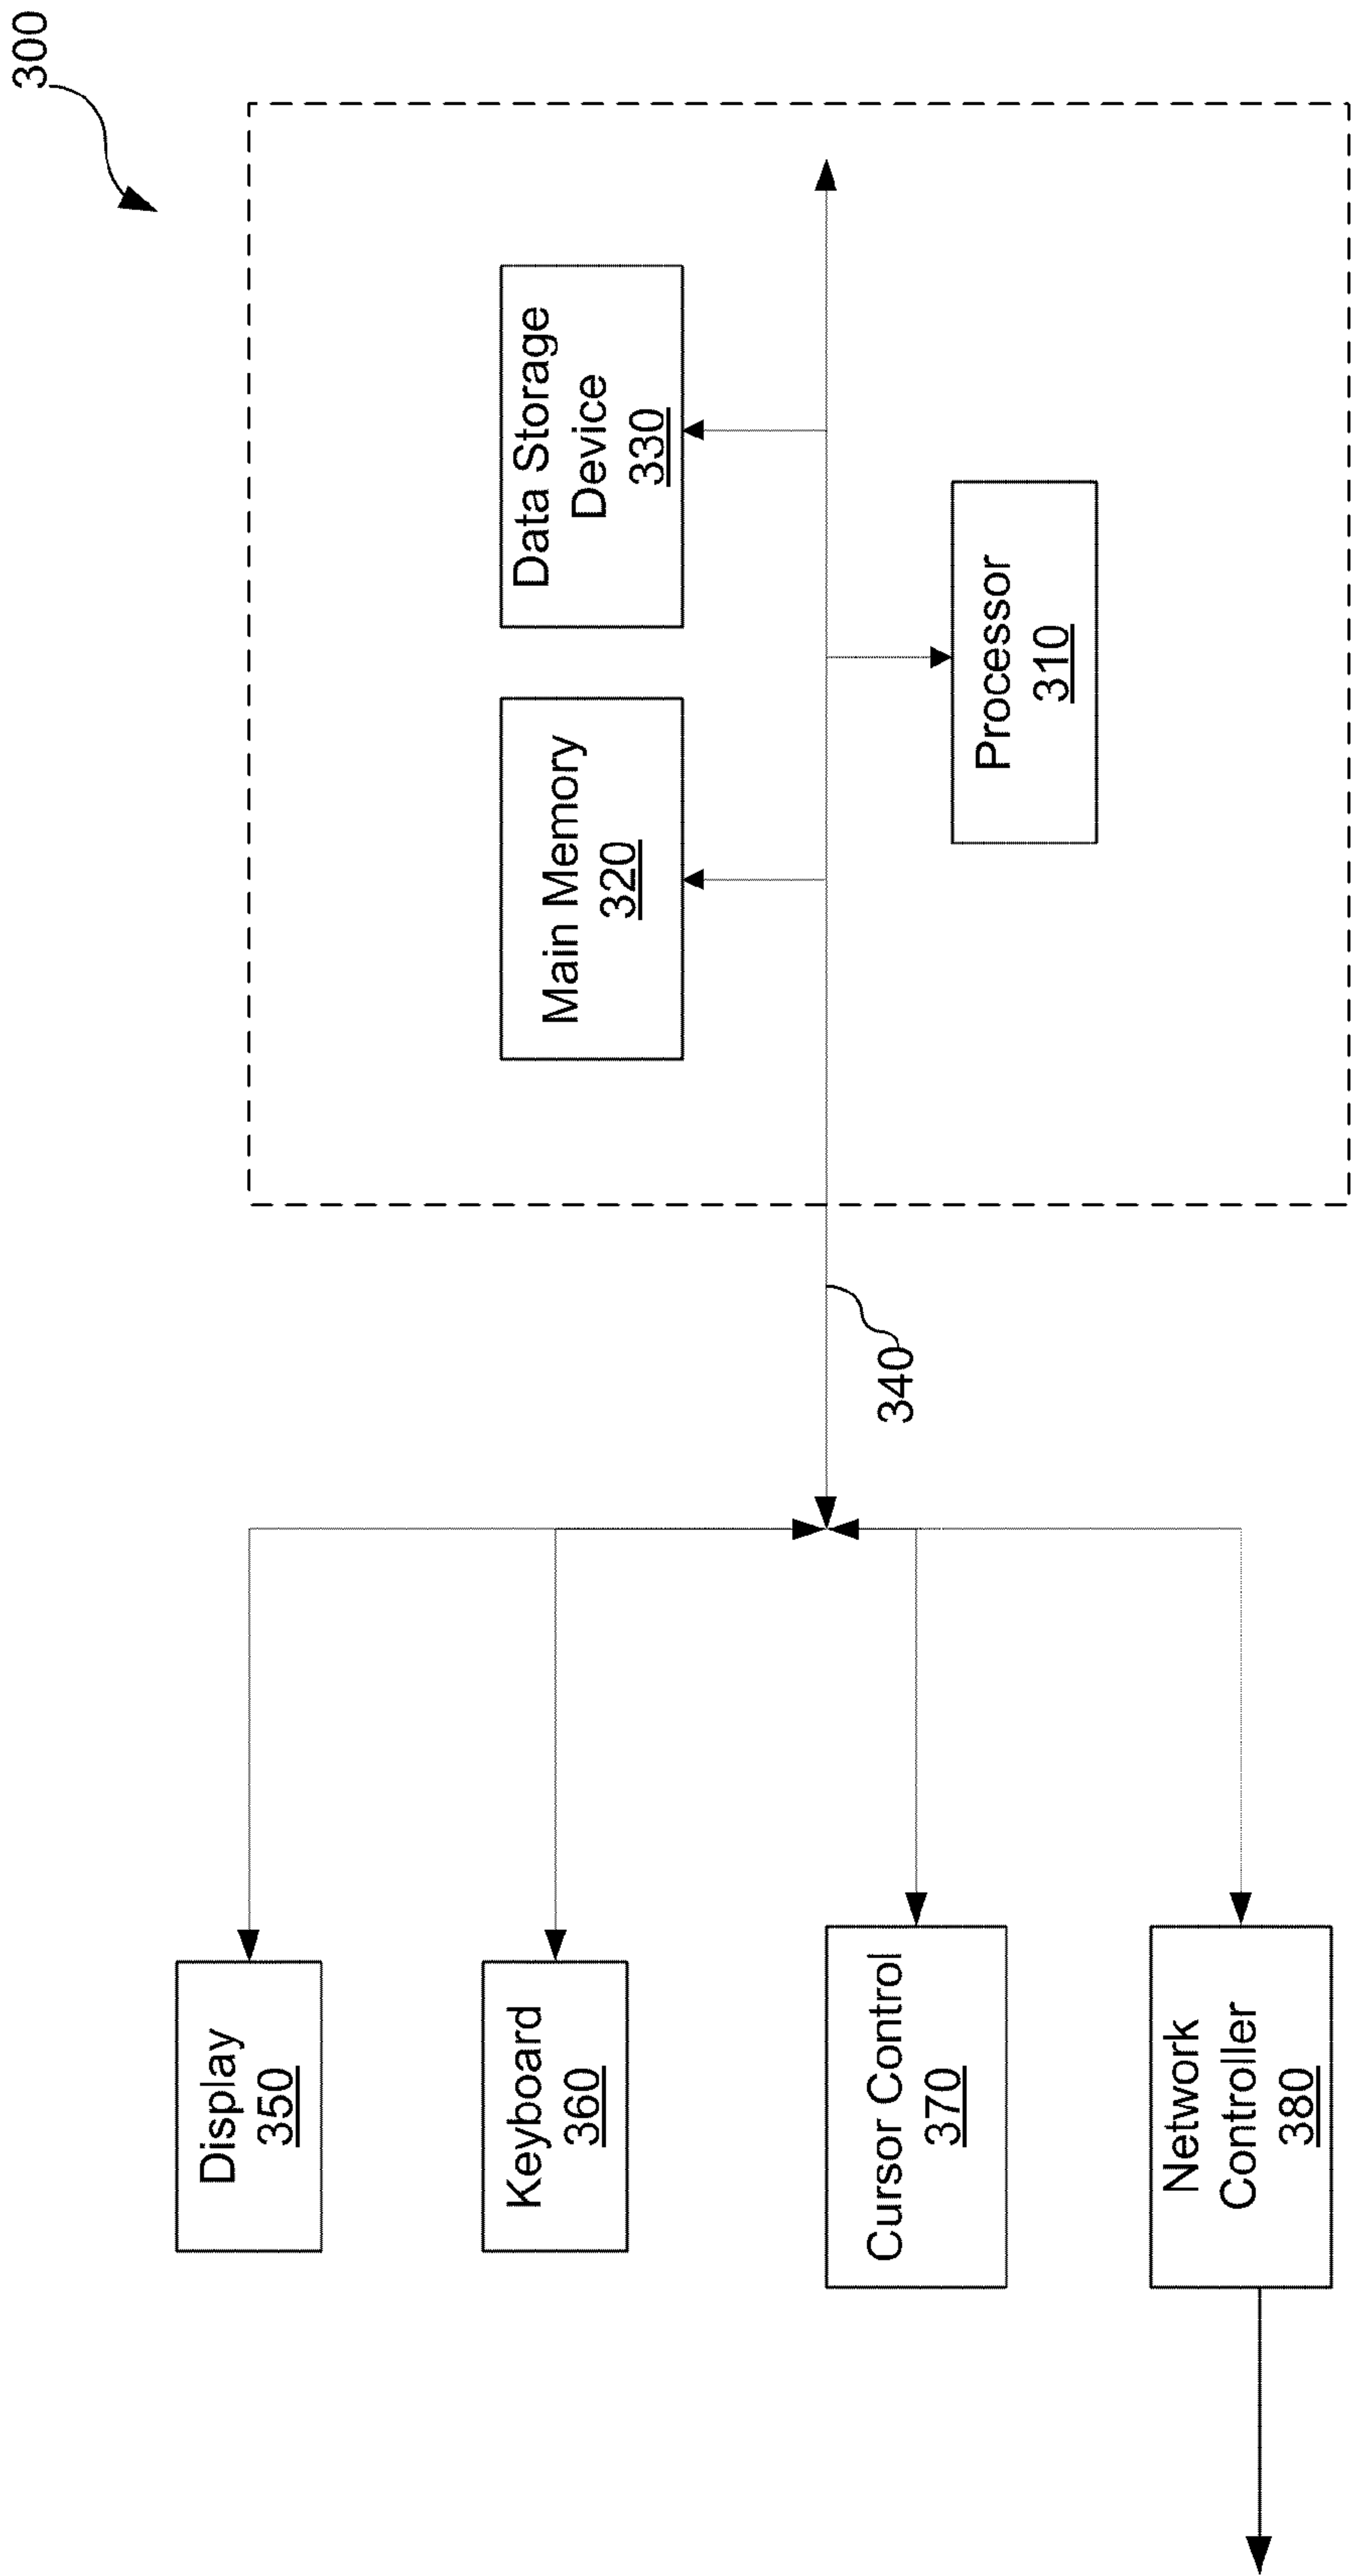 300
Data Storage
Device
330
Main Memory
320
Processor
310
340
Display
350
Keyboard
360
Cursor Control
370
Network
Controller
380